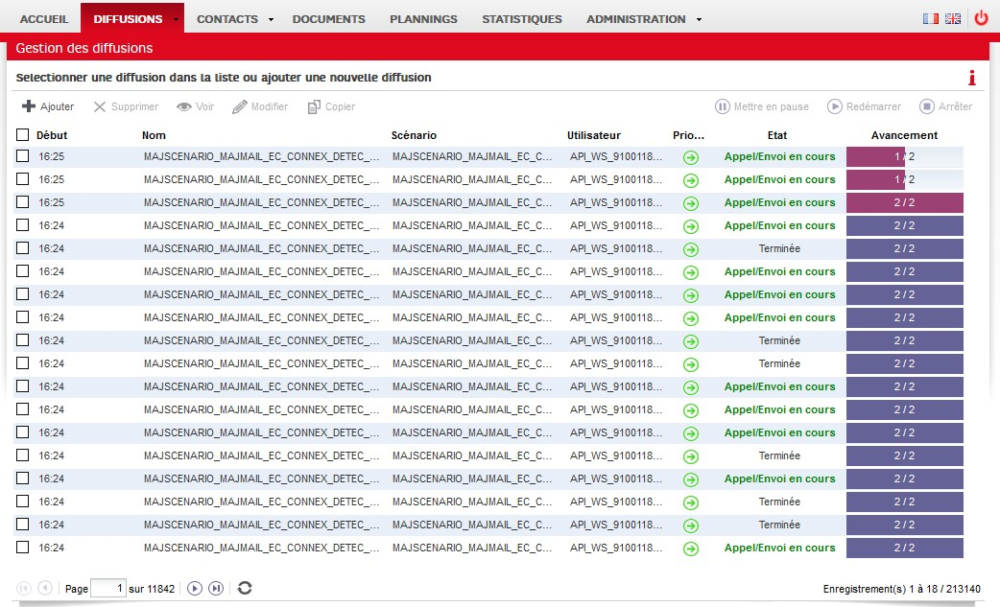 ACCUEIL DIFFUSIONS CONTACTS DOCUMENTS PLANNINGS STATISTIQUES ADMINISTRATION
Gestion des diffusions
Selectionner une diffusion dans la liste ou ajouter une nouvelle diffusion
Ajouter Supprimer Voir Modifier Copier Mettre en pause Redémarrer Arrêter
Début Nom Scénario Utilisateur Prio... Etat Avancement
16:25 MAJSCENARIO_MAJMAIL_EC_CONNEX_DETEC_... MAJSCENARIO_MAJMAIL_EC_C... API_WS_9100118... Appel/Envoi en cours 1 / 2
16:25 MAJSCENARIO_MAJMAIL_EC_CONNEX_DETEC_... MAJSCENARIO_MAJMAIL_EC_C... API_WS_9100118... Appel/Envoi en cours 1 / 2
16:25 MAJSCENARIO_MAJMAIL_EC_CONNEX_DETEC_... MAJSCENARIO_MAJMAIL_EC_C... API_WS_9100118... Appel/Envoi en cours 2 / 2
16:24 MAJSCENARIO_MAJMAIL_EC_CONNEX_DETEC_... MAJSCENARIO_MAJMAIL_EC_C... API_WS_9100118... Appel/Envoi en cours 2 / 2
16:24 MAJSCENARIO_MAJMAIL_EC_CONNEX_DETEC_... MAJSCENARIO_MAJMAIL_EC_C... API_WS_9100118... Terminée 2 / 2
16:24 MAJSCENARIO_MAJMAIL_EC_CONNEX_DETEC_... MAJSCENARIO_MAJMAIL_EC_C... API_WS_9100118... Appel/Envoi en cours 2 / 2
16:24 MAJSCENARIO_MAJMAIL_EC_CONNEX_DETEC_... MAJSCENARIO_MAJMAIL_EC_C... API_WS_9100118... Appel/Envoi en cours 2 / 2
16:24 MAJSCENARIO_MAJMAIL_EC_CONNEX_DETEC_... MAJSCENARIO_MAJMAIL_EC_C... API_WS_9100118... Appel/Envoi en cours 2 / 2
16:24 MAJSCENARIO_MAJMAIL_EC_CONNEX_DETEC_... MAJSCENARIO_MAJMAIL_EC_C... API_WS_9100118... Terminée 2 / 2
16:24 MAJSCENARIO_MAJMAIL_EC_CONNEX_DETEC_... MAJSCENARIO_MAJMAIL_EC_C... API_WS_9100118... Terminée 2 / 2
16:24 MAJSCENARIO_MAJMAIL_EC_CONNEX_DETEC_... MAJSCENARIO_MAJMAIL_EC_C... API_WS_9100118... Appel/Envoi en cours 2 / 2
16:24 MAJSCENARIO_MAJMAIL_EC_CONNEX_DETEC_... MAJSCENARIO_MAJMAIL_EC_C... API_WS_9100118... Appel/Envoi en cours 2 / 2
16:24 MAJSCENARIO_MAJMAIL_EC_CONNEX_DETEC_... MAJSCENARIO_MAJMAIL_EC_C... API_WS_9100118... Appel/Envoi en cours 2 / 2
16:24 MAJSCENARIO_MAJMAIL_EC_CONNEX_DETEC_... MAJSCENARIO_MAJMAIL_EC_C... API_WS_9100118... Terminée 2 / 2
16:24 MAJSCENARIO_MAJMAIL_EC_CONNEX_DETEC_... MAJSCENARIO_MAJMAIL_EC_C... API_WS_9100118... Appel/Envoi en cours 2 / 2
16:24 MAJSCENARIO_MAJMAIL_EC_CONNEX_DETEC_... MAJSCENARIO_MAJMAIL_EC_C... API_WS_9100118... Terminée 2 / 2
16:24 MAJSCENARIO_MAJMAIL_EC_CONNEX_DETEC_... MAJSCENARIO_MAJMAIL_EC_C... API_WS_9100118... Terminée 2 / 2
16:24 MAJSCENARIO_MAJMAIL_EC_CONNEX_DETEC_... MAJSCENARIO_MAJMAIL_EC_C... API_WS_9100118... Appel/Envoi en cours 2 / 2
Page 1 sur 11842 Enregistrement(s) 1 à 18 / 213140